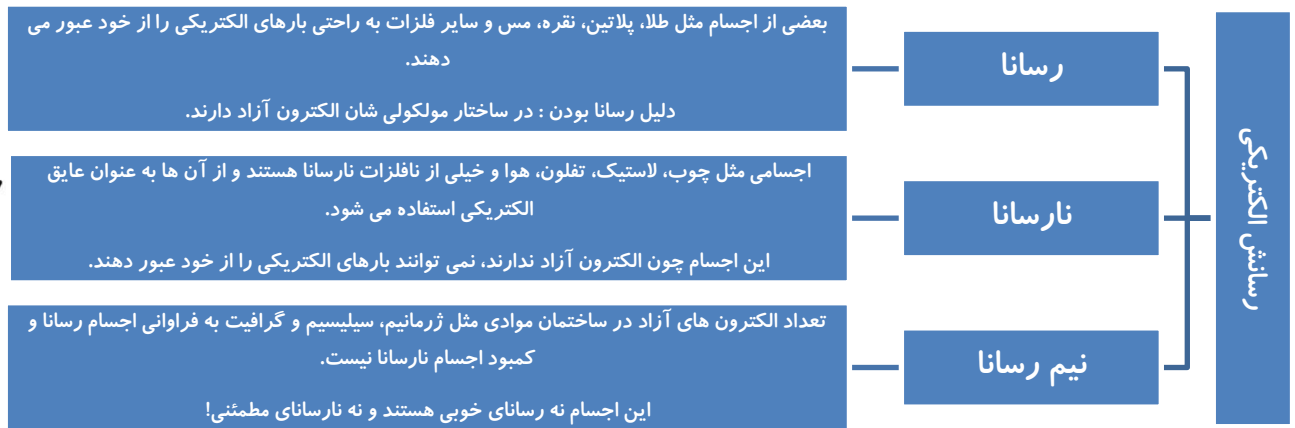 رسانش الکتریکی
رسانا
بعضی از اجسام مثل طلا، پلاتین، نقره، مس و سایر فلزات به راحتی بارهای الکتریکی را از خود عبور می
دهند.
دلیل رسانا بودن : در ساختار مولکولی شان الکترون آزاد دارند.
نارسانا
اجسامی مثل چوب، لاستیک، تفلون، هوا و خیلی از نافلزات نارسانا هستند و از آن ها به عنوان عایق
الکتریکی استفاده می شود.
این اجسام چون الکترون آزاد ندارند، نمی توانند بارهای الکتریکی را از خود عبور دهند.
نیم رسانا
تعداد الکترون های آزاد در ساختمان موادی مثل ژرمانیم، سیلیسیم و گرافیت به فراوانی اجسام رسانا و
کمبود اجسام نارسانا نیست.
این اجسام نه رسانای خوبی هستند و نه نارسانای مطمئنی!